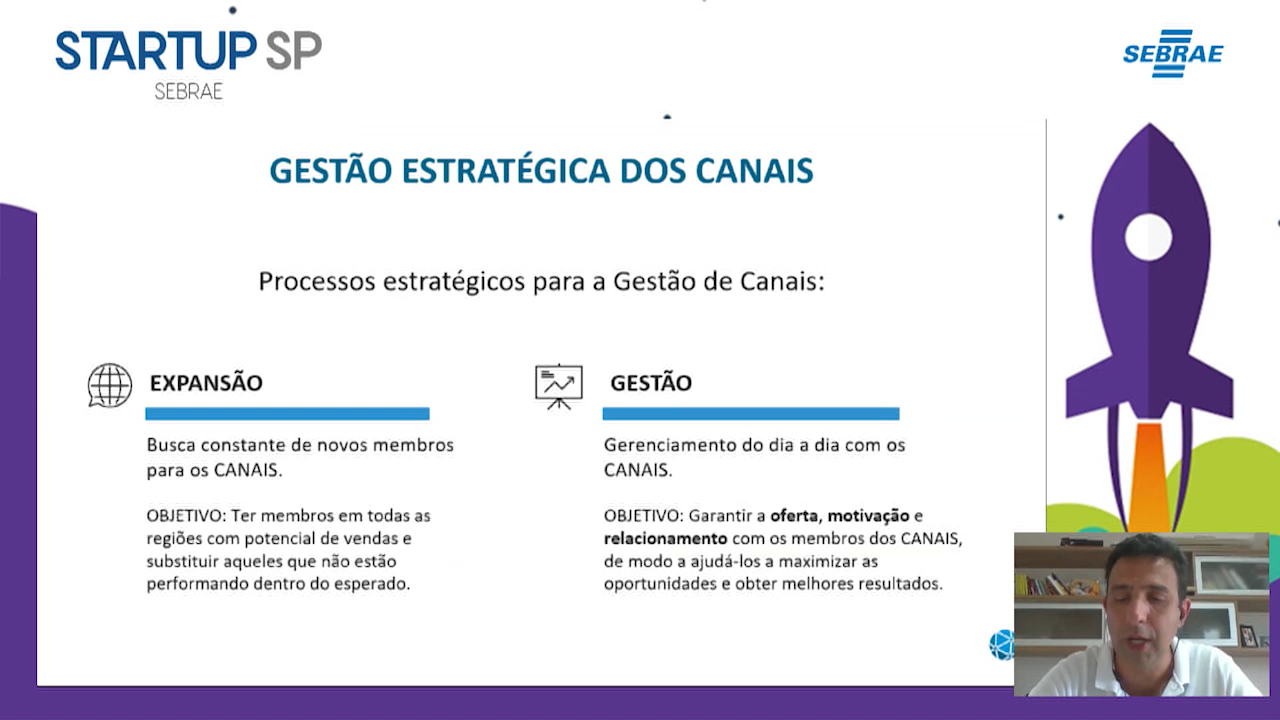 STARTUP SP
SEBRAE
SEBRAE
GESTÃO ESTRATÉGICA DOS CANAIS
Processos estratégicos para a Gestão de Canais:
EXPANSÃO
Busca constante de novos membros
para os CANAIS.
OBJETIVO: Ter membros em todas as
regiões com potencial de vendas e
substituir aqueles que não estão
performando dentro do esperado.
GESTÃO
Gerenciamento do dia a dia com os
CANAIS.
OBJETIVO: Garantir a oferta, motivação e
relacionamento com os membros dos CANAIS,
de modo a ajudá-los a maximizar as
oportunidades e obter melhores resultados.